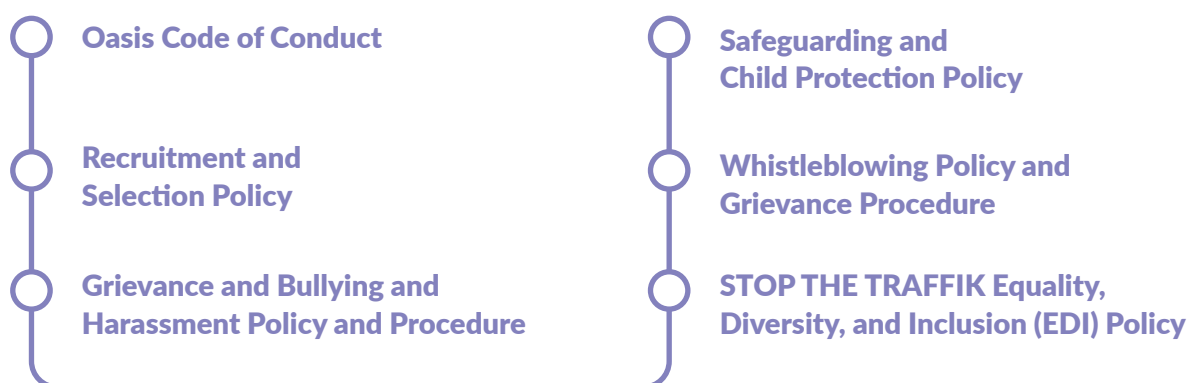 Oasis Code of Conduct
Recruitment and
Selection Policy
Grievance and Bullying and
Harassment Policy and Procedure
Safeguarding and
Child Protection Policy
Whistleblowing Policy and
Grievance Procedure
STOP THE TRAFFIK Equality,
Diversity, and Inclusion (EDI) Policy